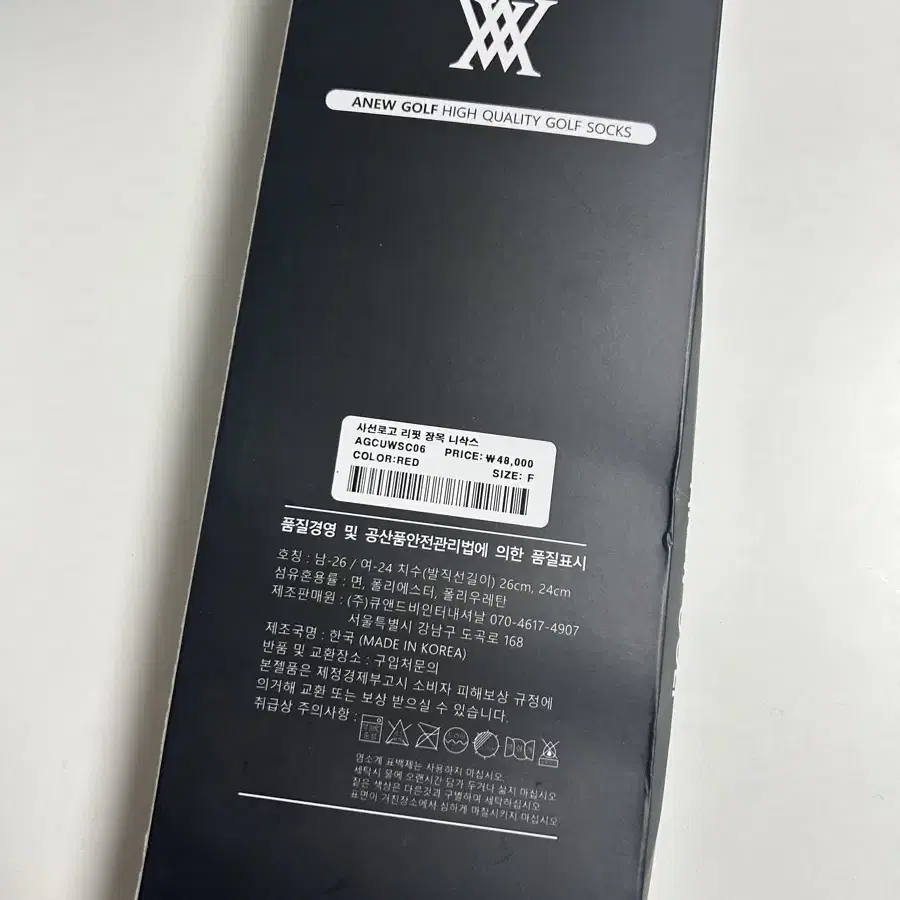 ANEW GOLF HIGH QUALITY GOLF SOCKS
사선로고 리핏 장목 니삭스
AGCUWSC06 PRICE: ₩48,000
COLOR:RED SIZE: F
품질경영 및 공산품안전관리법에 의한 품질표시
호칭 : 남-26 / 여-24 치수(발직선길이) 26cm, 24cm
섬유혼용률 : 면, 폴리에스터, 폴리우레탄
제조판매원 : (주)큐앤드비인터내셔날 070-4617-4907
서울특별시 강남구 도곡로 168
제조국명 : 한국 (MADE IN KOREA)
반품 및 교환장소 : 구입처문의
본젤품은 제정경제부고시 소비자 피해보상 규정에
의거해 교환 또는 보상 받으실 수 있습니다.
취급상 주의사항 :
염소계 표백제는 사용하지 마십시오.
세탁시 물에 오랜시간 담가 두거나 삶지 마십시오
짙은 색상은 다른것과 구별하여 세탁하십시오
표면이 거친장소에서 심하게 마찰시키지 마십시오